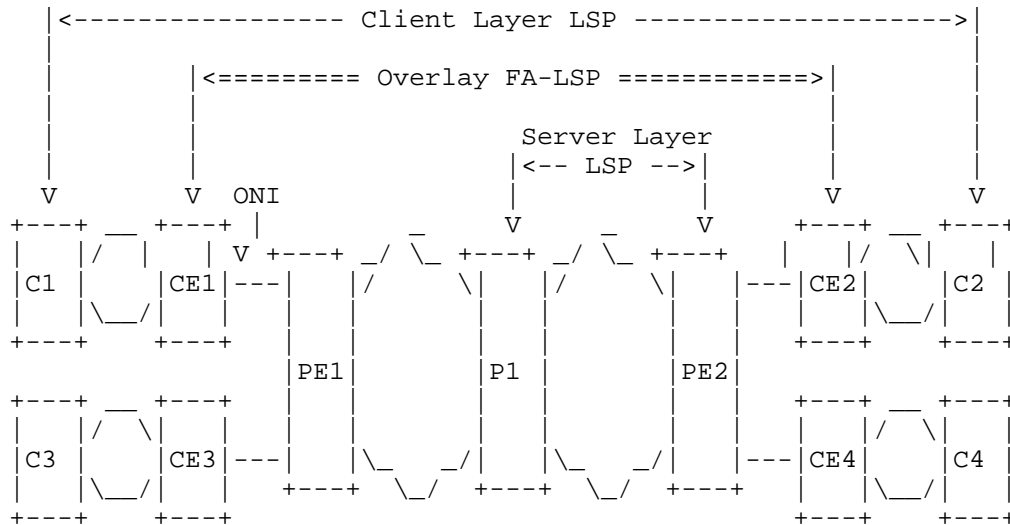 Client Layer LSP
Overlay FA-LSP
Server Layer
LSP
ONI
C1 CE1 CE2 C2
PE1 P1 PE2
C3 CE3 CE4 C4